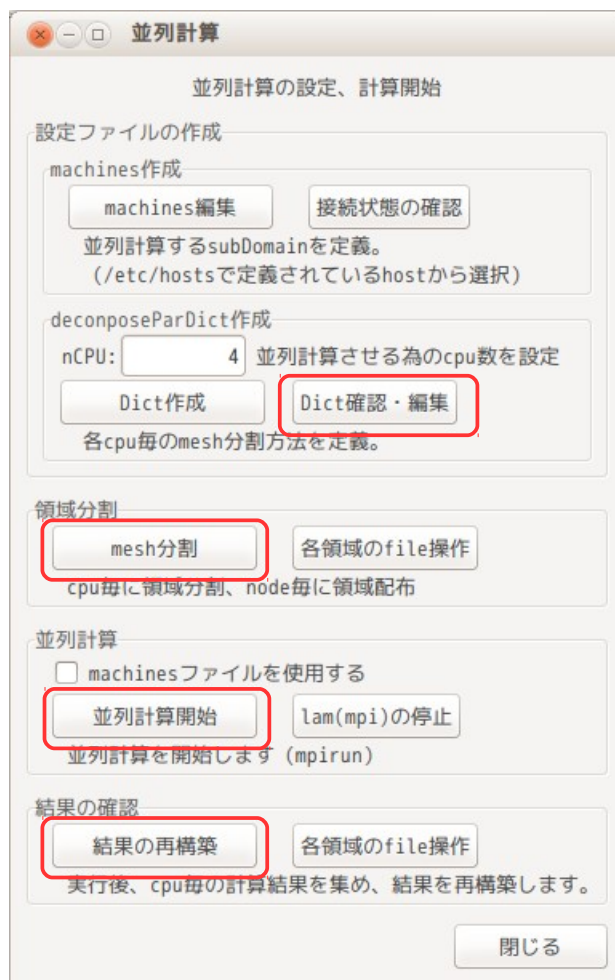 並列計算
並列計算の設定、計算開始
設定ファイルの作成
machines作成
machines編集 接続状態の確認
並列計算するsubDomainを定義。
(/etc/hostsで定義されているhostから選択)
deconposeParDict作成
nCPU: 4 並列計算させる為のcpu数を設定
Dict作成 Dict確認・編集
各cpu毎のmesh分割方法を定義。
領域分割
mesh分割 各領域のfile操作
cpu毎に領域分割、node毎に領域配布
並列計算
machinesファイルを使用する
並列計算開始 lam(mpi)の停止
並列計算を開始します (mpirun)
結果の確認
結果の再構築 各領域のfile操作
実行後、cpu毎の計算結果を集め、結果を再構築します。
閉じる